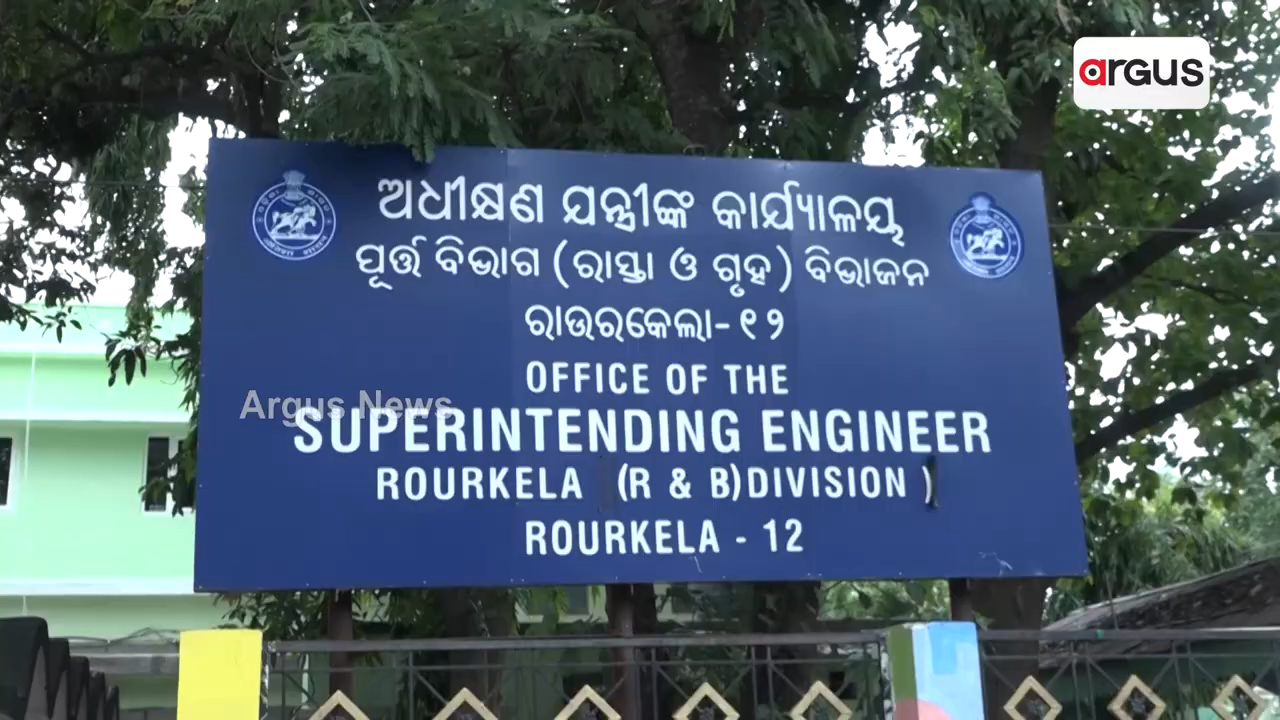 argus
ଅଧୀକ୍ଷଣ ଯନ୍ତ୍ରୀଙ୍କ କାର୍ଯ୍ୟାଳୟ
ପୂର୍ତ୍ତ ବିଭାଗ (ରାସ୍ତା ଓ ଗୃହ) ବିଭାଜନ
ରାଉରକେଲା-୧୨
OFFICE OF THE
Argus News
SUPERINTENDING ENGINEER
ROURKELA (R & B)DIVISION )
ROURKELA - 12